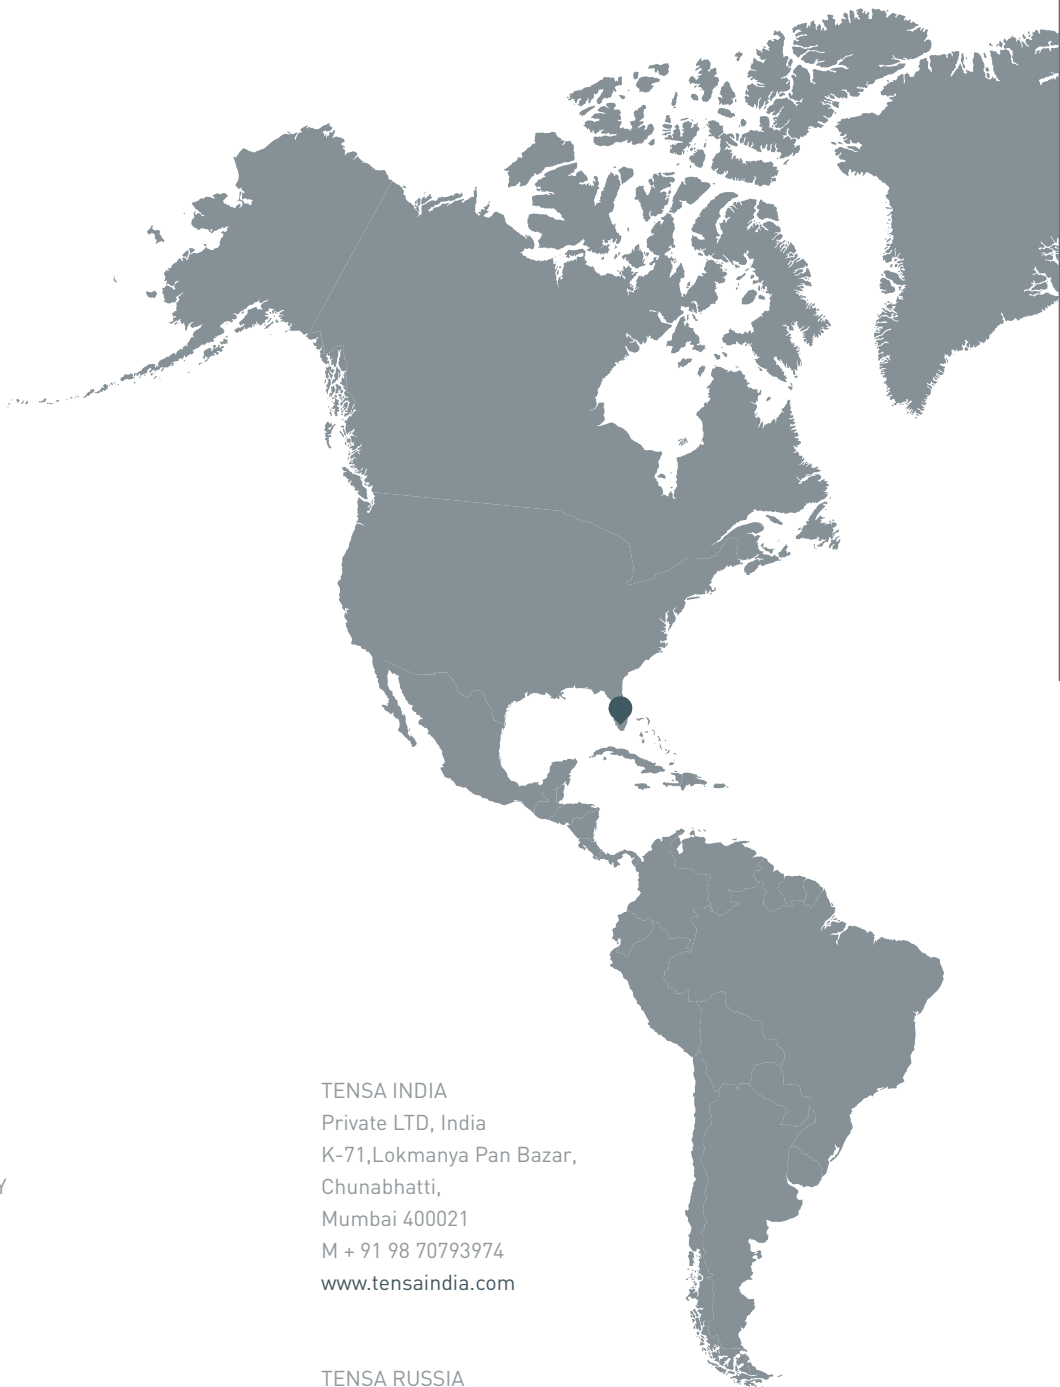 TENSA INDIA
Private LTD, India
K-71,Lokmanya Pan Bazar,
Chunabhatti,
Y
Mumbai 400021
M + 91 98 70793974
www.tensaindia.com
TENSA RUSSIA